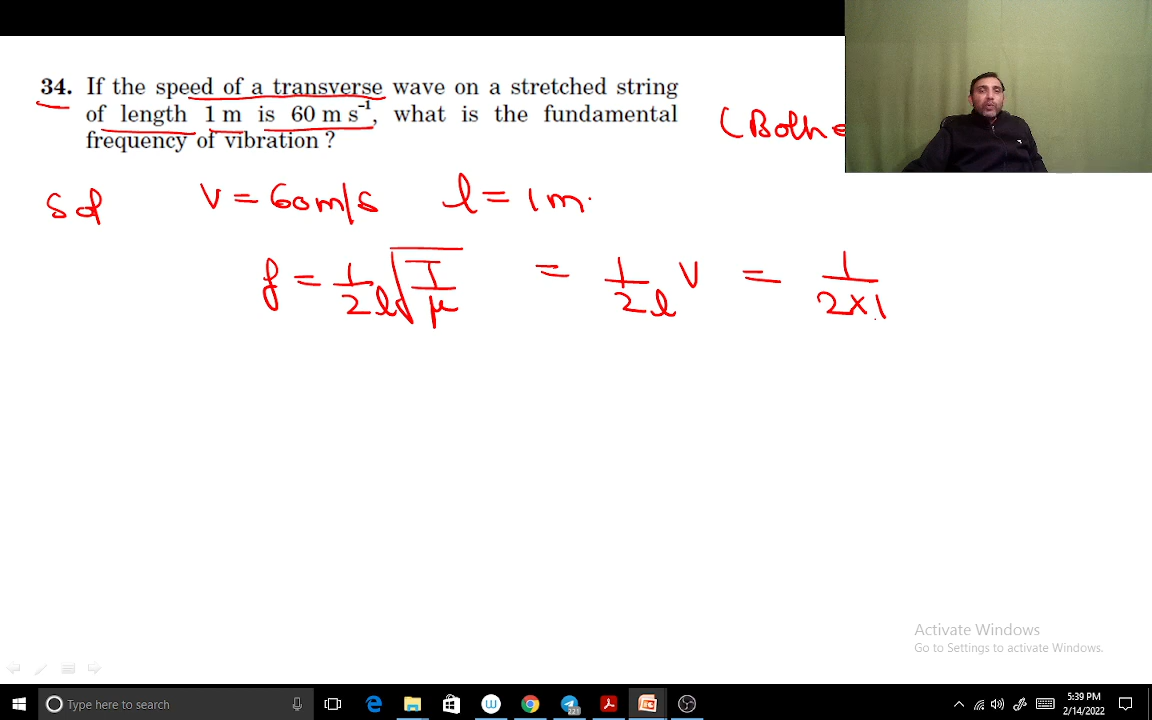 34. If the speed of a transverse wave on a stretched string
of length 1 m is 60 m s⁻¹, what is the fundamental
frequency of vibration ?
(Both
Sol V = 60m/s l = 1m.
f = 1/2l √T/μ = 1/2l V = 1/2×1
Activate Windows
Go to Settings to activate Windows.
Type here to search
221
5:39 PM
2/14/2022